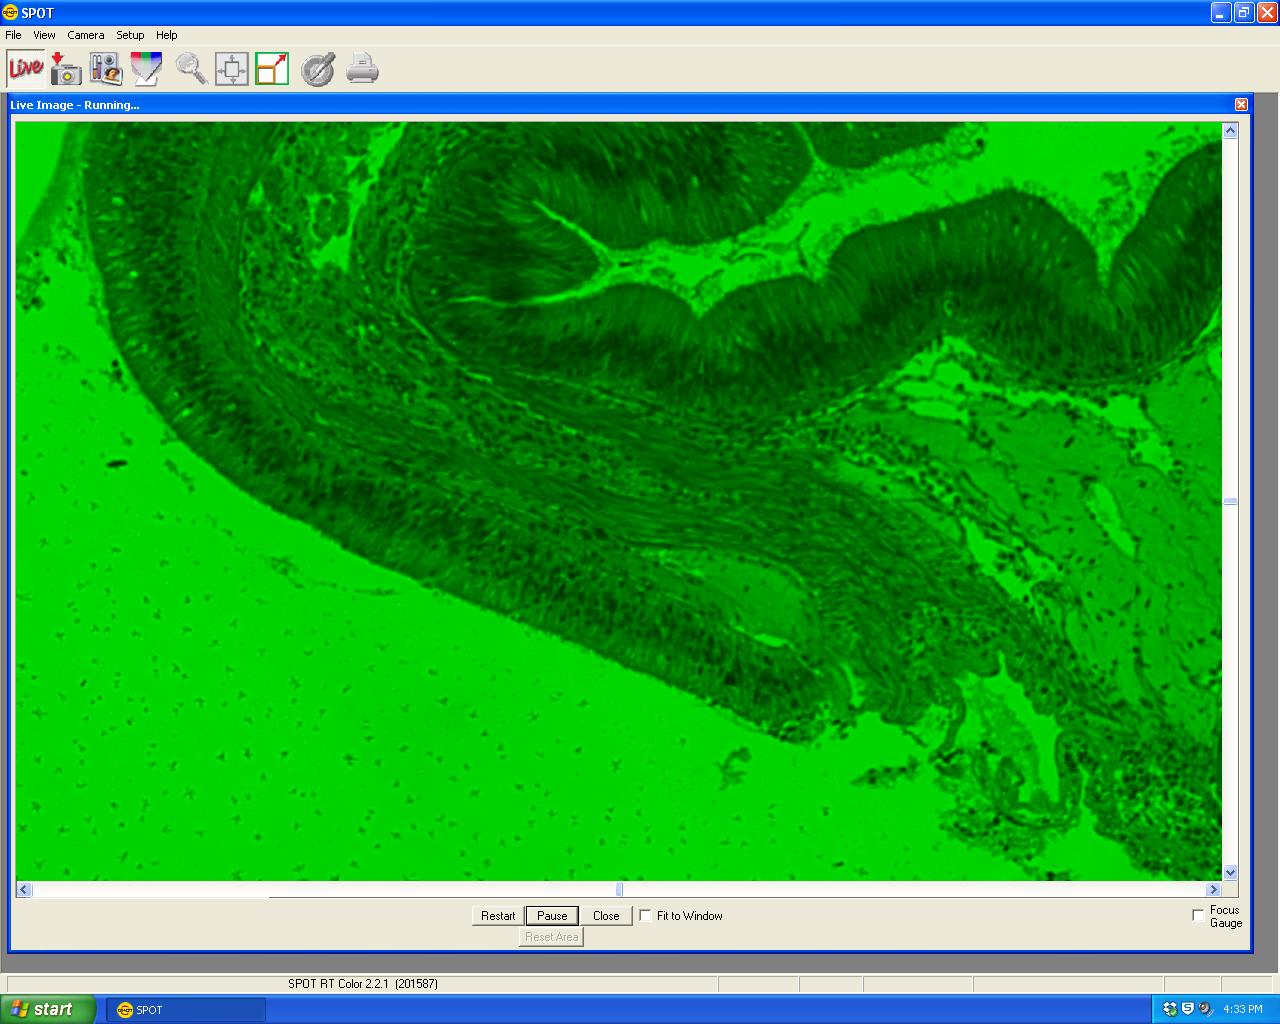 SPOT
File View Camera Setup Help
Live
Live Image - Running...
Restart Pause Close Fit to Window
Focus
Gauge
Reset Area
SPOT RT Color 2.2.1 (201587)
start SPOT 4:33 PM